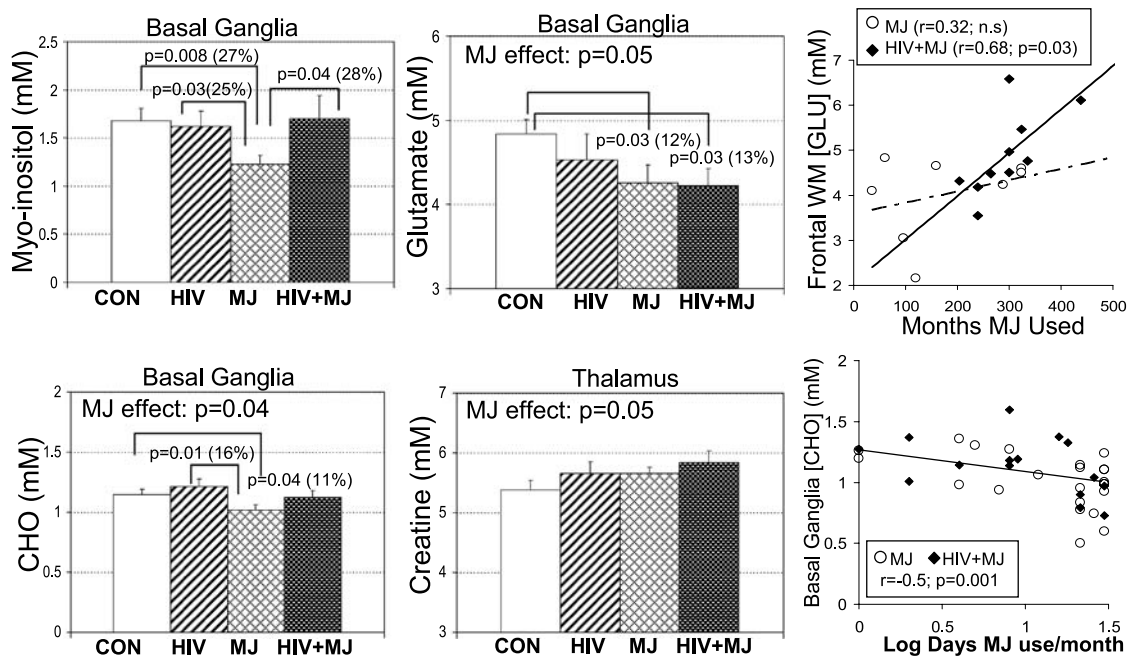 Basal Ganglia
2.5
2
1.5
1
0.5
0
Myo-inositol (mM)
p=0.008 (27%)
p=0.03(25%)
p=0.04 (28%)
CON HIV MJ HIV+MJ
Basal Ganglia
MJ effect: p=0.05
6
5
4
3
Glutamate (mM)
p=0.03 (12%)
p=0.03 (13%)
CON HIV MJ HIV+MJ
MJ (r=0.32; n.s)
HIV+MJ (r=0.68; p=0.03)
Frontal WM [GLU] (mM)
7
6
5
4
3
2
1
0 100 200 300 400 500
Months MJ Used
Basal Ganglia
MJ effect: p=0.04
2
1.5
1
0.5
0
CHO (mM)
p=0.01 (16%)
p=0.04 (11%)
CON HIV MJ HIV+MJ
Thalamus
MJ effect: p=0.05
7
6
5
4
3
Creatine (mM)
CON HIV MJ HIV+MJ
Basal Ganglia [CHO] (mM)
2
1.5
1
0.5
0
MJ HIV+MJ
r=-0.5; p=0.001
0 0.5 1 1.5
Log Days MJ use/month